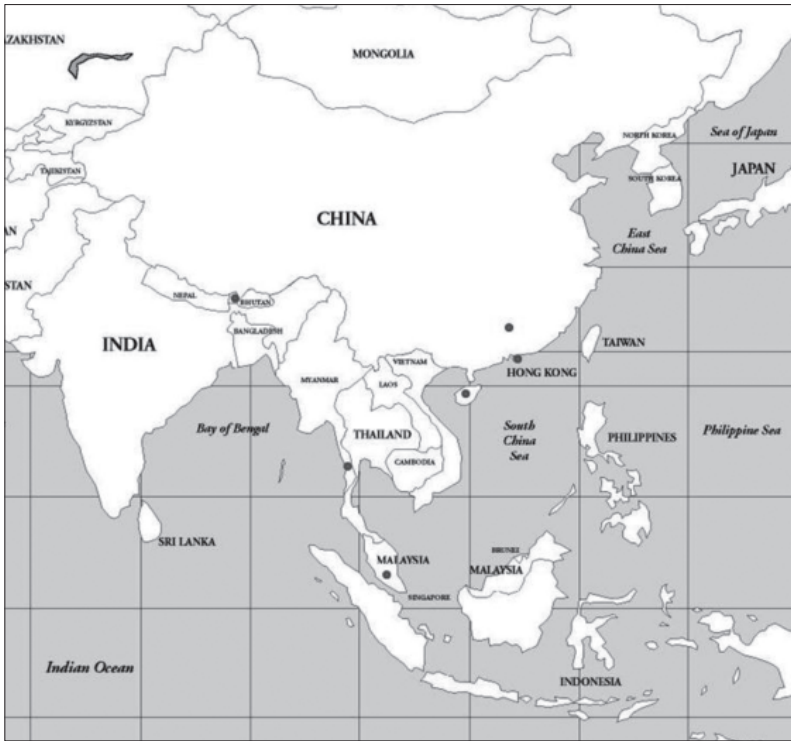 AZAKHSTAN
MONGOLIA
KYRGYZSTAN
NORTH KOREA
Sea of Japan
TAJIKISTAN
SOUTH KOREA
JAPAN
CHINA
AN
East
China Sea
STAN
NEPAL
BHUTAN
BANGLADESH
INDIA
TAIWAN
VIETNAM
HONG KONG
MYANMAR
LAOS
Bay of Bengal
THAILAND
South
China
Sea
PHILIPPINES
Philippine Sea
CAMBODIA
SRI LANKA
BRUNEI
MALAYSIA
MALAYSIA
SINGAPORE
Indian Ocean
INDONESIA